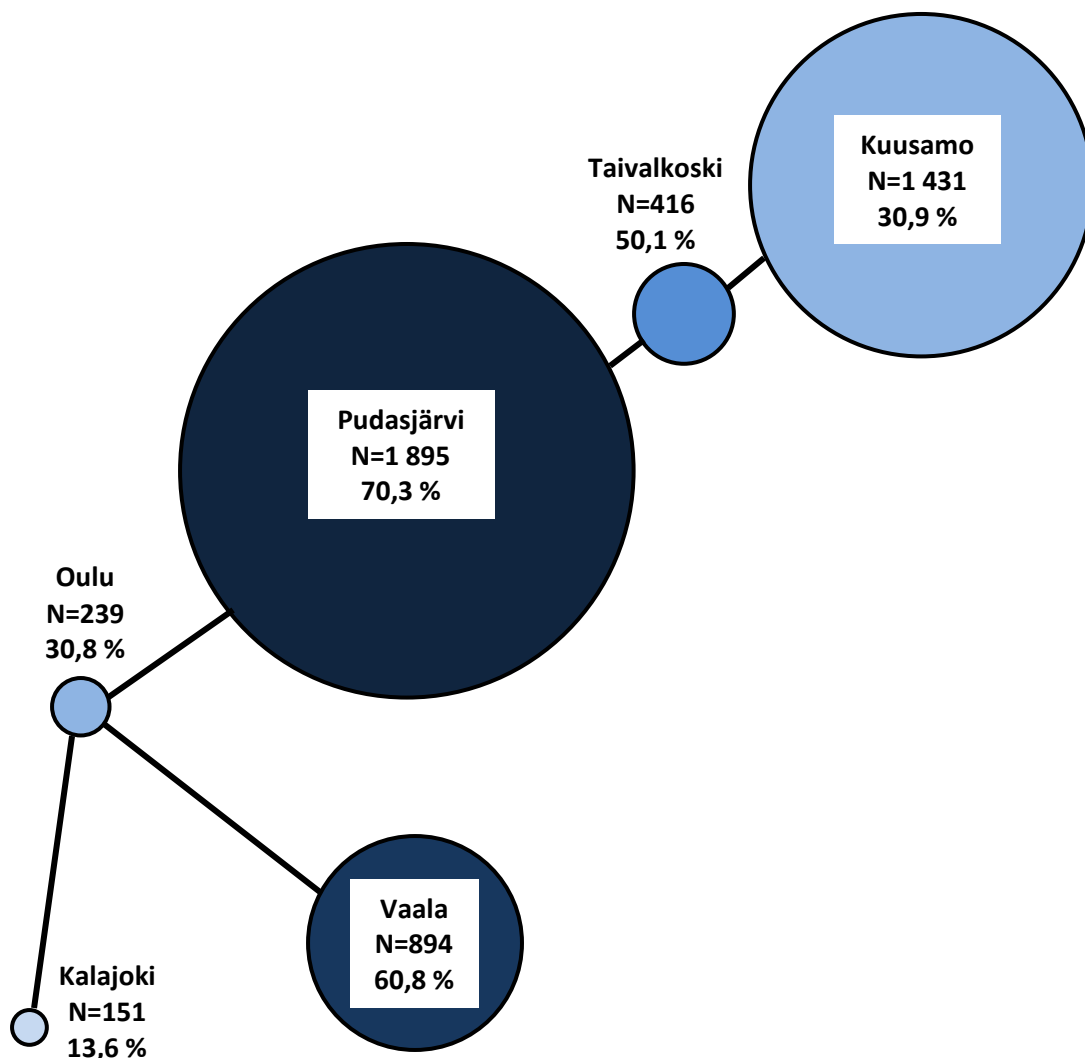 Kuusamo
N=1 431
30,9 %
Taivalkoski
N=416
50,1 %
Pudasjärvi
N=1 895
70,3 %
Oulu
N=239
30,8 %
Vaala
N=894
60,8 %
Kalajoki
N=151
13,6 %